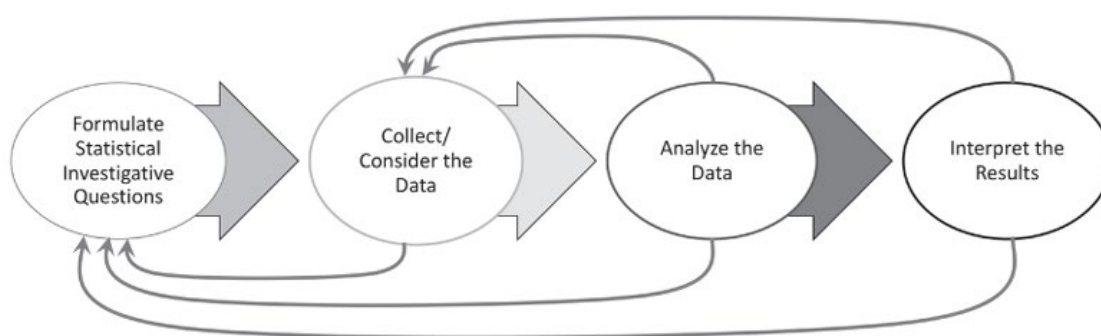 Formulate
Statistical
Investigative
Questions
Collect/
Consider the
Data
Analyze the
Data
Interpret the
Results